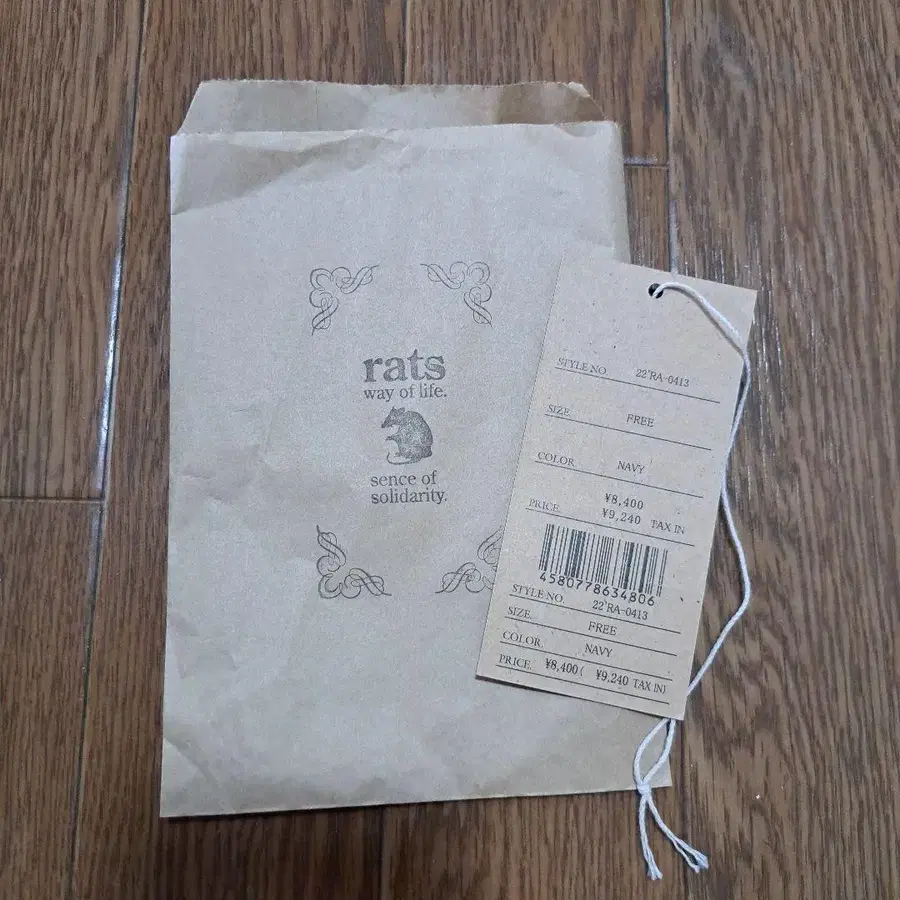 rats
way of life.
sence of
solidarity.
STYLE NO. 22'RA-0413
SIZE. FREE
COLOR. NAVY
¥8,400
PRICE. ¥9,240 TAX IN
4580778634806
STYLE NO. 22'RA-0413
SIZE. FREE
COLOR. NAVY
PRICE. ¥8,400 ( ¥9,240 TAX IN)